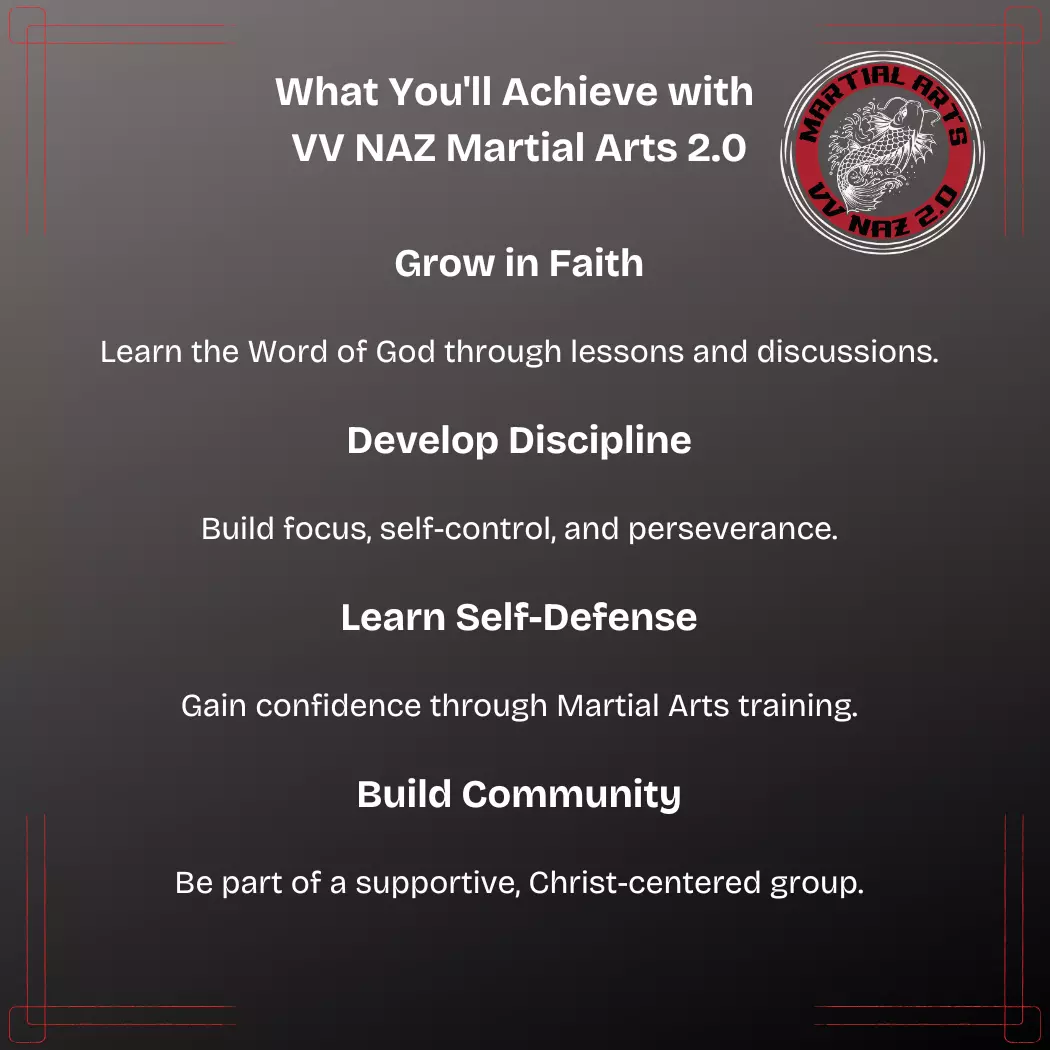 What You'll Achieve with
VV NAZ Martial Arts 2.0
MARTIAL ARTS
VV NAZ 2.0
Grow in Faith
Learn the Word of God through lessons and discussions.
Develop Discipline
Build focus, self-control, and perseverance.
Learn Self-Defense
Gain confidence through Martial Arts training.
Build Community
Be part of a supportive, Christ-centered group.